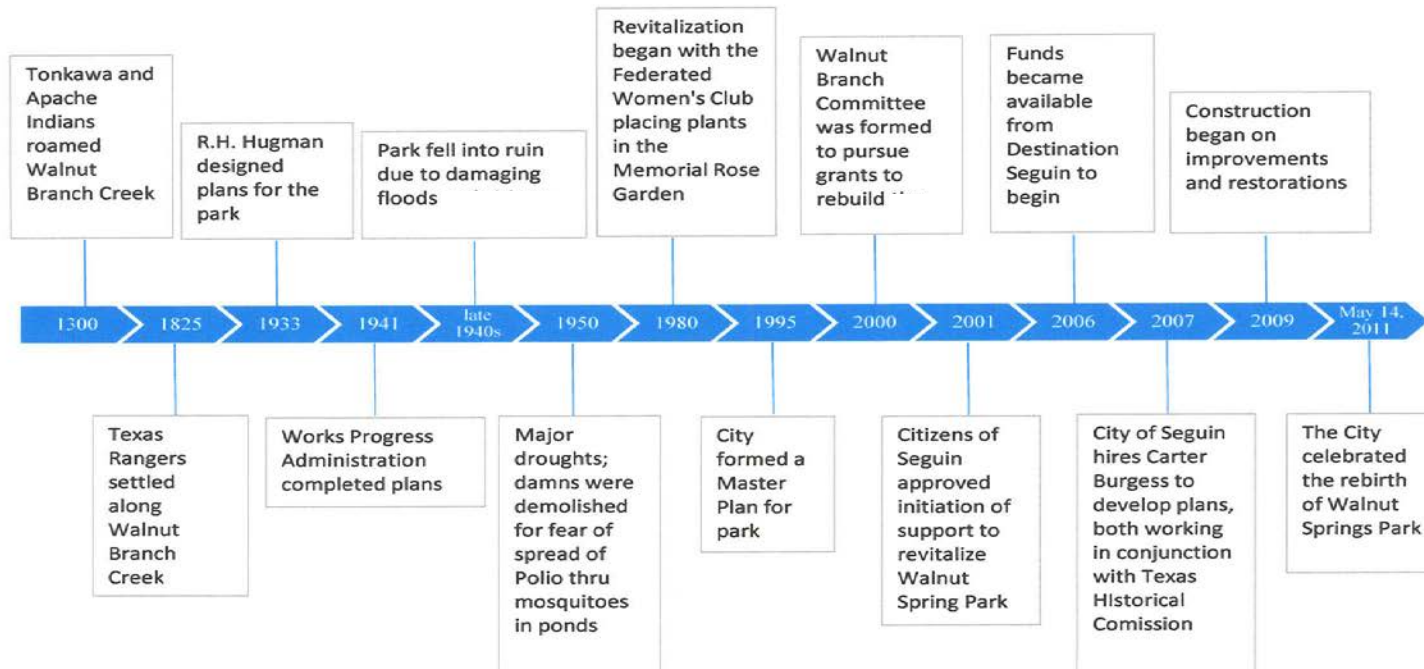 Tonkawa and
Apache
Indians
roamed
Walnut
Branch Creek
R.H. Hugman
designed
plans for the
park
Park fell into ruin
due to damaging
floods
Revitalization
began with the
Federated
Women's Club
placing plants
in the
Memorial Rose
Garden
Walnut
Branch
Committee
was formed
to pursue
grants to
rebuild
Funds
became
available
from
Destination
Seguin to
begin
Construction
began on
improvements
and restorations
1300
1825
1933
1941
late
1940s
1950
1980
1995
2000
2001
2006
2007
2009
May 14,
2011
Texas
Rangers
settled
along
Walnut
Branch
Creek
Works Progress
Administration
completed plans
Major
droughts;
damns were
demolished
for fear of
spread of
Polio thru
mosquitoes
in ponds
City
formed a
Master
Plan for
park
Citizens of
Seguin
approved
initiation of
support to
revitalize
Walnut
Spring Park
City of Seguin
hires Carter
Burgess to
develop plans,
both working
in conjunction
with Texas
HIstorical
Comission
The City
celebrated
the rebirth
of Walnut
Springs Park